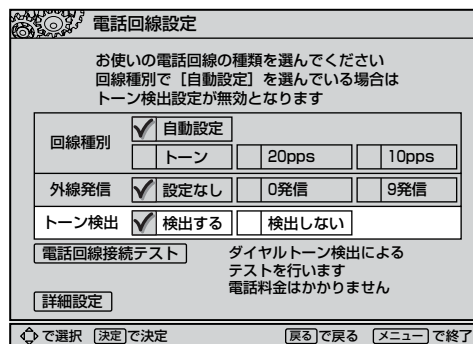 電話回線設定
お使いの電話回線の種類を選んでください
回線種別で［自動設定］を選んでいる場合は
トーン検出設定が無効となります
回線種別 自動設定
トーン 20pps 10pps
外線発信 設定なし 0発信 9発信
トーン検出 検出する 検出しない
電話回線接続テスト
ダイヤルトーン検出による
テストを行います
電話料金はかかりません
詳細設定
で選択 決定 で決定 戻る で戻る メニュー で終了